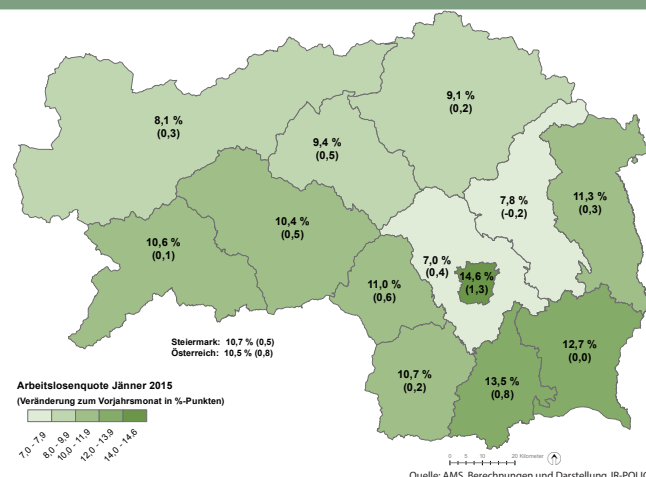 9,1 %
(0,2)
8,1 %
(0,3)
9,4 %
(0,5)
7,8 %
(-0,2)
11,3 %
(0,3)
10,4 %
(0,5)
10,6 %
(0,1)
7,0 %
(0,4)
14,6 %
(1,3)
11,0 %
(0,6)
12,7 %
(0,0)
10,7 %
(0,2)
13,5 %
(0,8)
Steiermark: 10,7 % (0,5)
Österreich: 10,5 % (0,8)
Arbeitslosenquote Jänner 2015
(Veränderung zum Vorjahrsmonat in %-Punkten)
7,0 - 7,9
8,0 - 9,9
10,0 - 11,9
12,0 - 13,9
14,0 - 14,6
0 5 10 20 Kilometer
Quelle: AMS, Berechnungen und Darstellung JR-POLIC